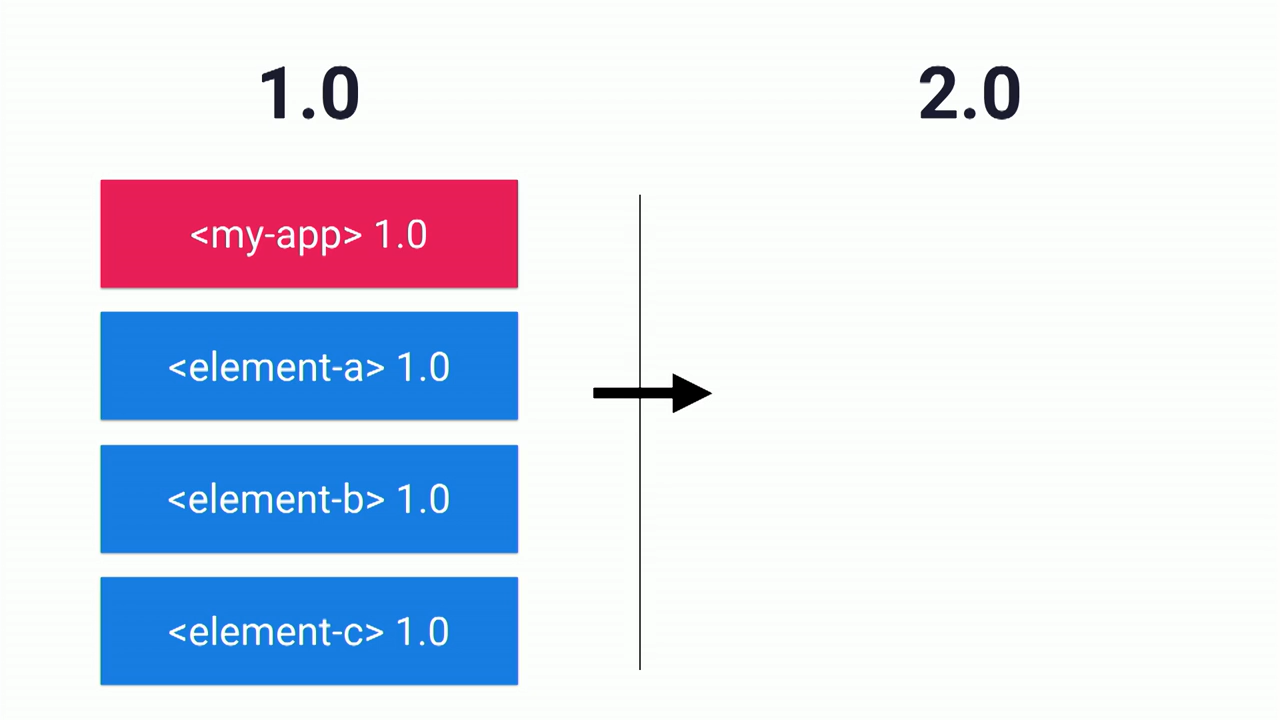 1.0
2.0
<my-app> 1.0
<element-a> 1.0
<element-b> 1.0
<element-c> 1.0